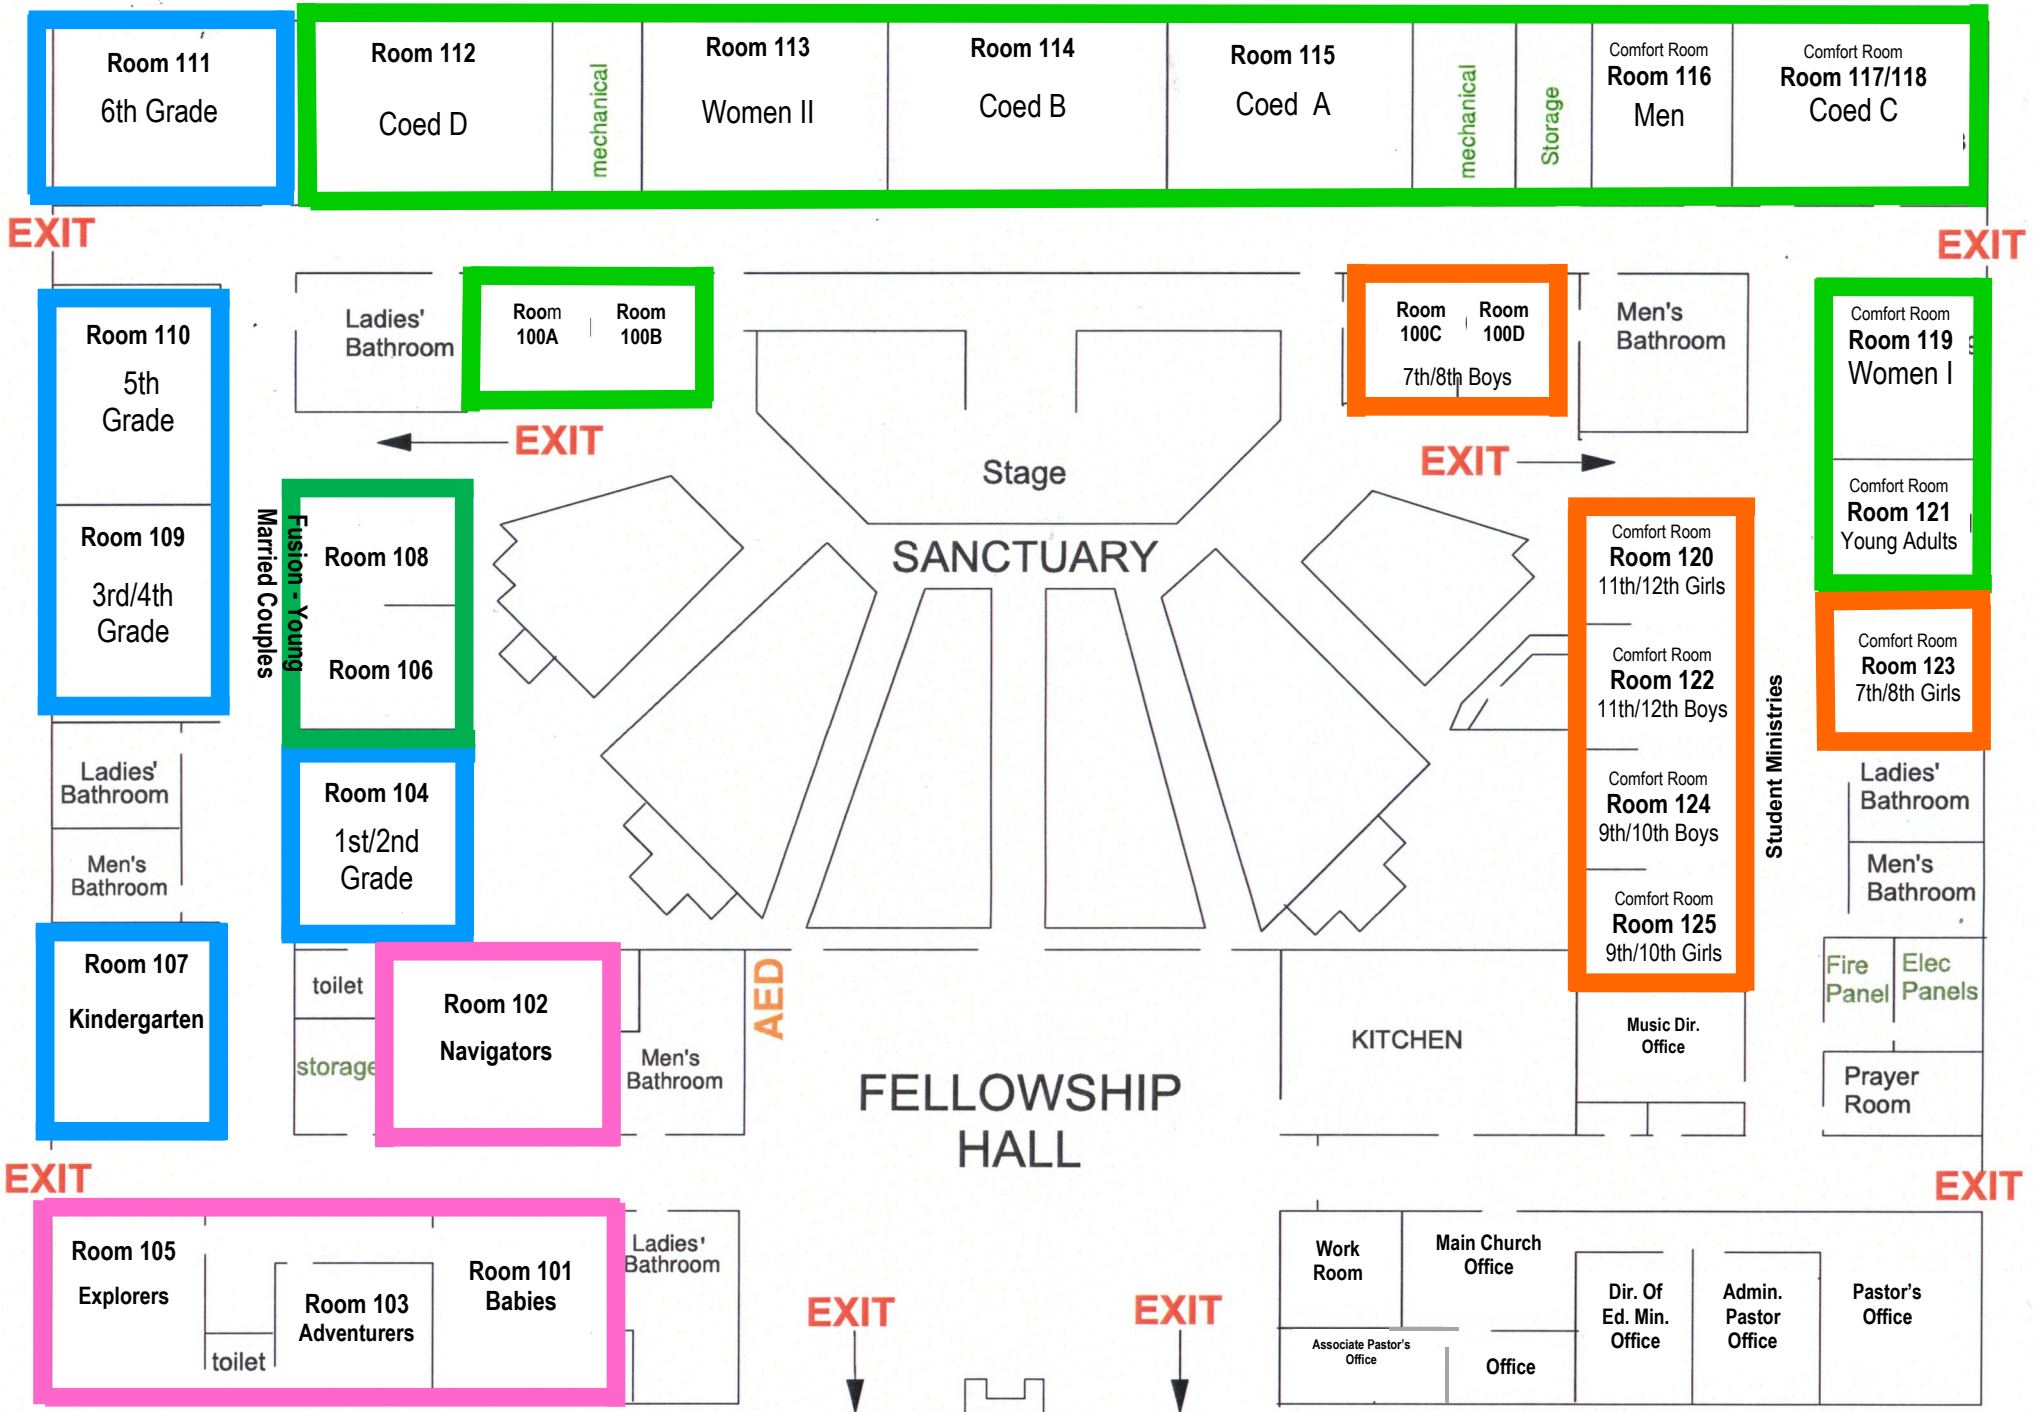 Room 111
6th Grade
Room 112
Coed D
mechanical
Room 113
Women II
Room 114
Coed B
Room 115
Coed A
mechanical
Storage
Comfort Room
Room 116
Men
Comfort Room
Room 117/118
Coed C
EXIT
EXIT
Room 110
5th
Grade
Room 109
3rd/4th
Grade
Ladies'
Bathroom
Room
100A
Room
100B
EXIT
Stage
SANCTUARY
Room
100C
Room
100D
7th/8th Boys
Men's
Bathroom
EXIT
Comfort Room
Room 119
Women I
Comfort Room
Room 121
Young Adults
Fusion - Young
Married Couples
Room 108
Room 106
Comfort Room
Room 120
11th/12th Girls
Comfort Room
Room 122
11th/12th Boys
Comfort Room
Room 124
9th/10th Boys
Comfort Room
Room 125
9th/10th Girls
Student Ministries
Comfort Room
Room 123
7th/8th Girls
Ladies'
Bathroom
Men's
Bathroom
Room 104
1st/2nd
Grade
Ladies'
Bathroom
Men's
Bathroom
Room 107
Kindergarten
toilet
storage
Room 102
Navigators
Men's
Bathroom
AED
FELLOWSHIP
HALL
KITCHEN
Music Dir.
Office
Fire
Panel
Elec
Panels
Prayer
Room
EXIT
EXIT
Room 105
Explorers
toilet
Room 103
Adventurers
Room 101
Babies
Ladies'
Bathroom
EXIT
EXIT
Work
Room
Main Church
Office
Associate Pastor's
Office
Office
Dir. Of
Ed. Min.
Office
Admin.
Pastor
Office
Pastor's
Office